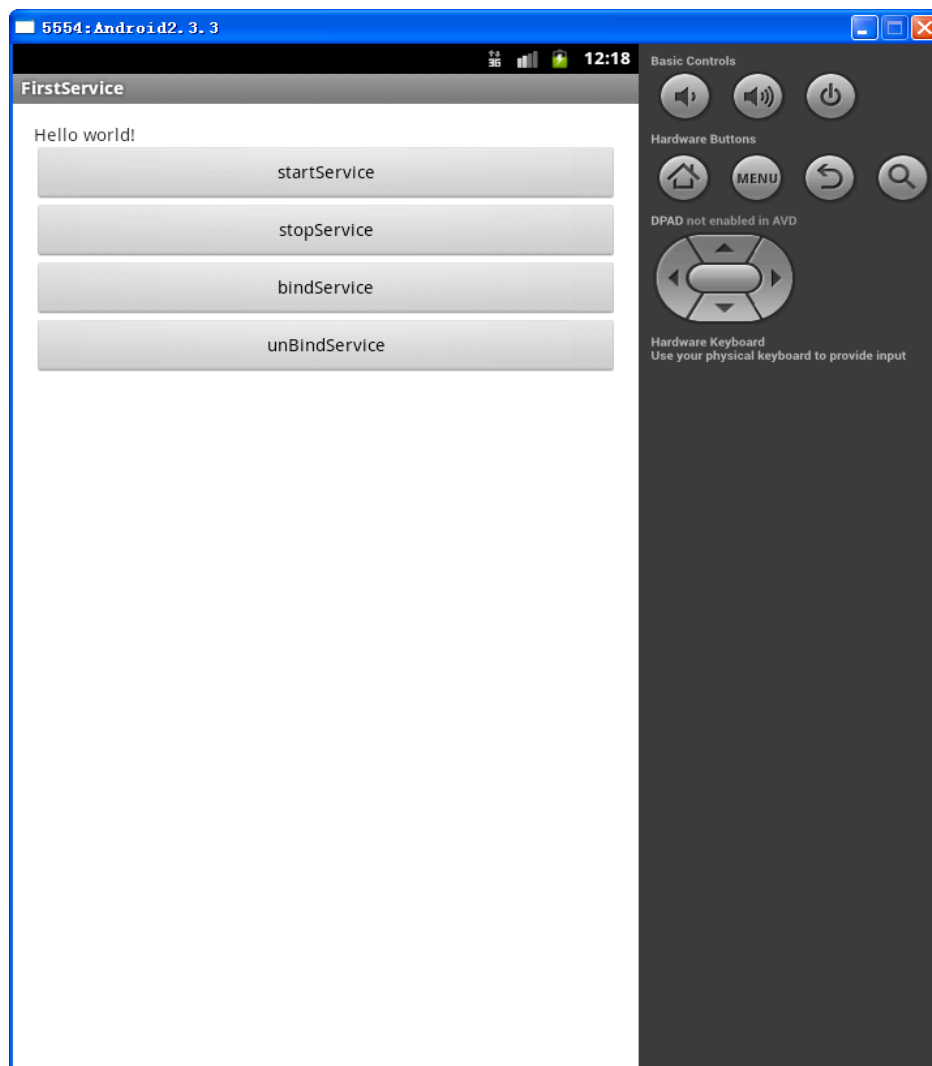 5554:Android2.3.3
3G 12:18
FirstService
Hello world!
startService
stopService
bindService
unBindService
Basic Controls
Hardware Buttons
MENU
DPAD not enabled in AVD
Hardware Keyboard
Use your physical keyboard to provide input